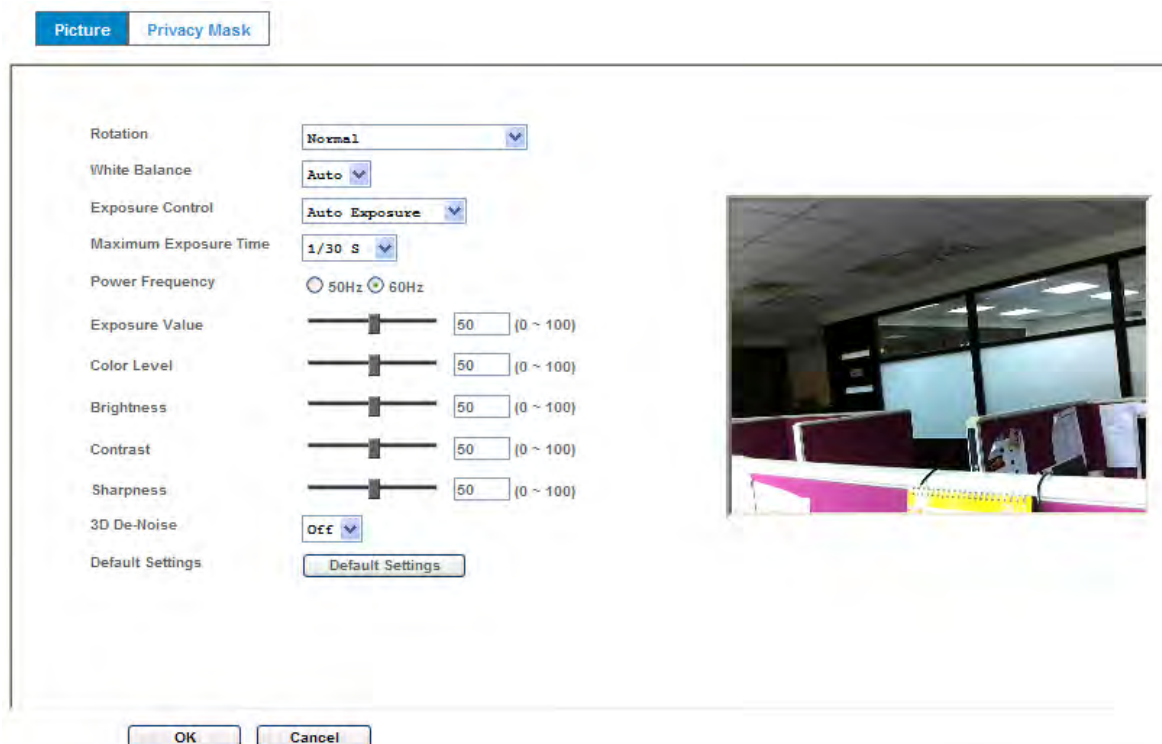 Picture Privacy Mask
Rotation Normal
White Balance Auto
Exposure Control Auto Exposure
Maximum Exposure Time 1/30 S
Power Frequency 50Hz 60Hz
Exposure Value 50 (0 ~ 100)
Color Level 50 (0 ~ 100)
Brightness 50 (0 ~ 100)
Contrast 50 (0 ~ 100)
Sharpness 50 (0 ~ 100)
3D De-Noise Off
Default Settings Default Settings
OK Cancel